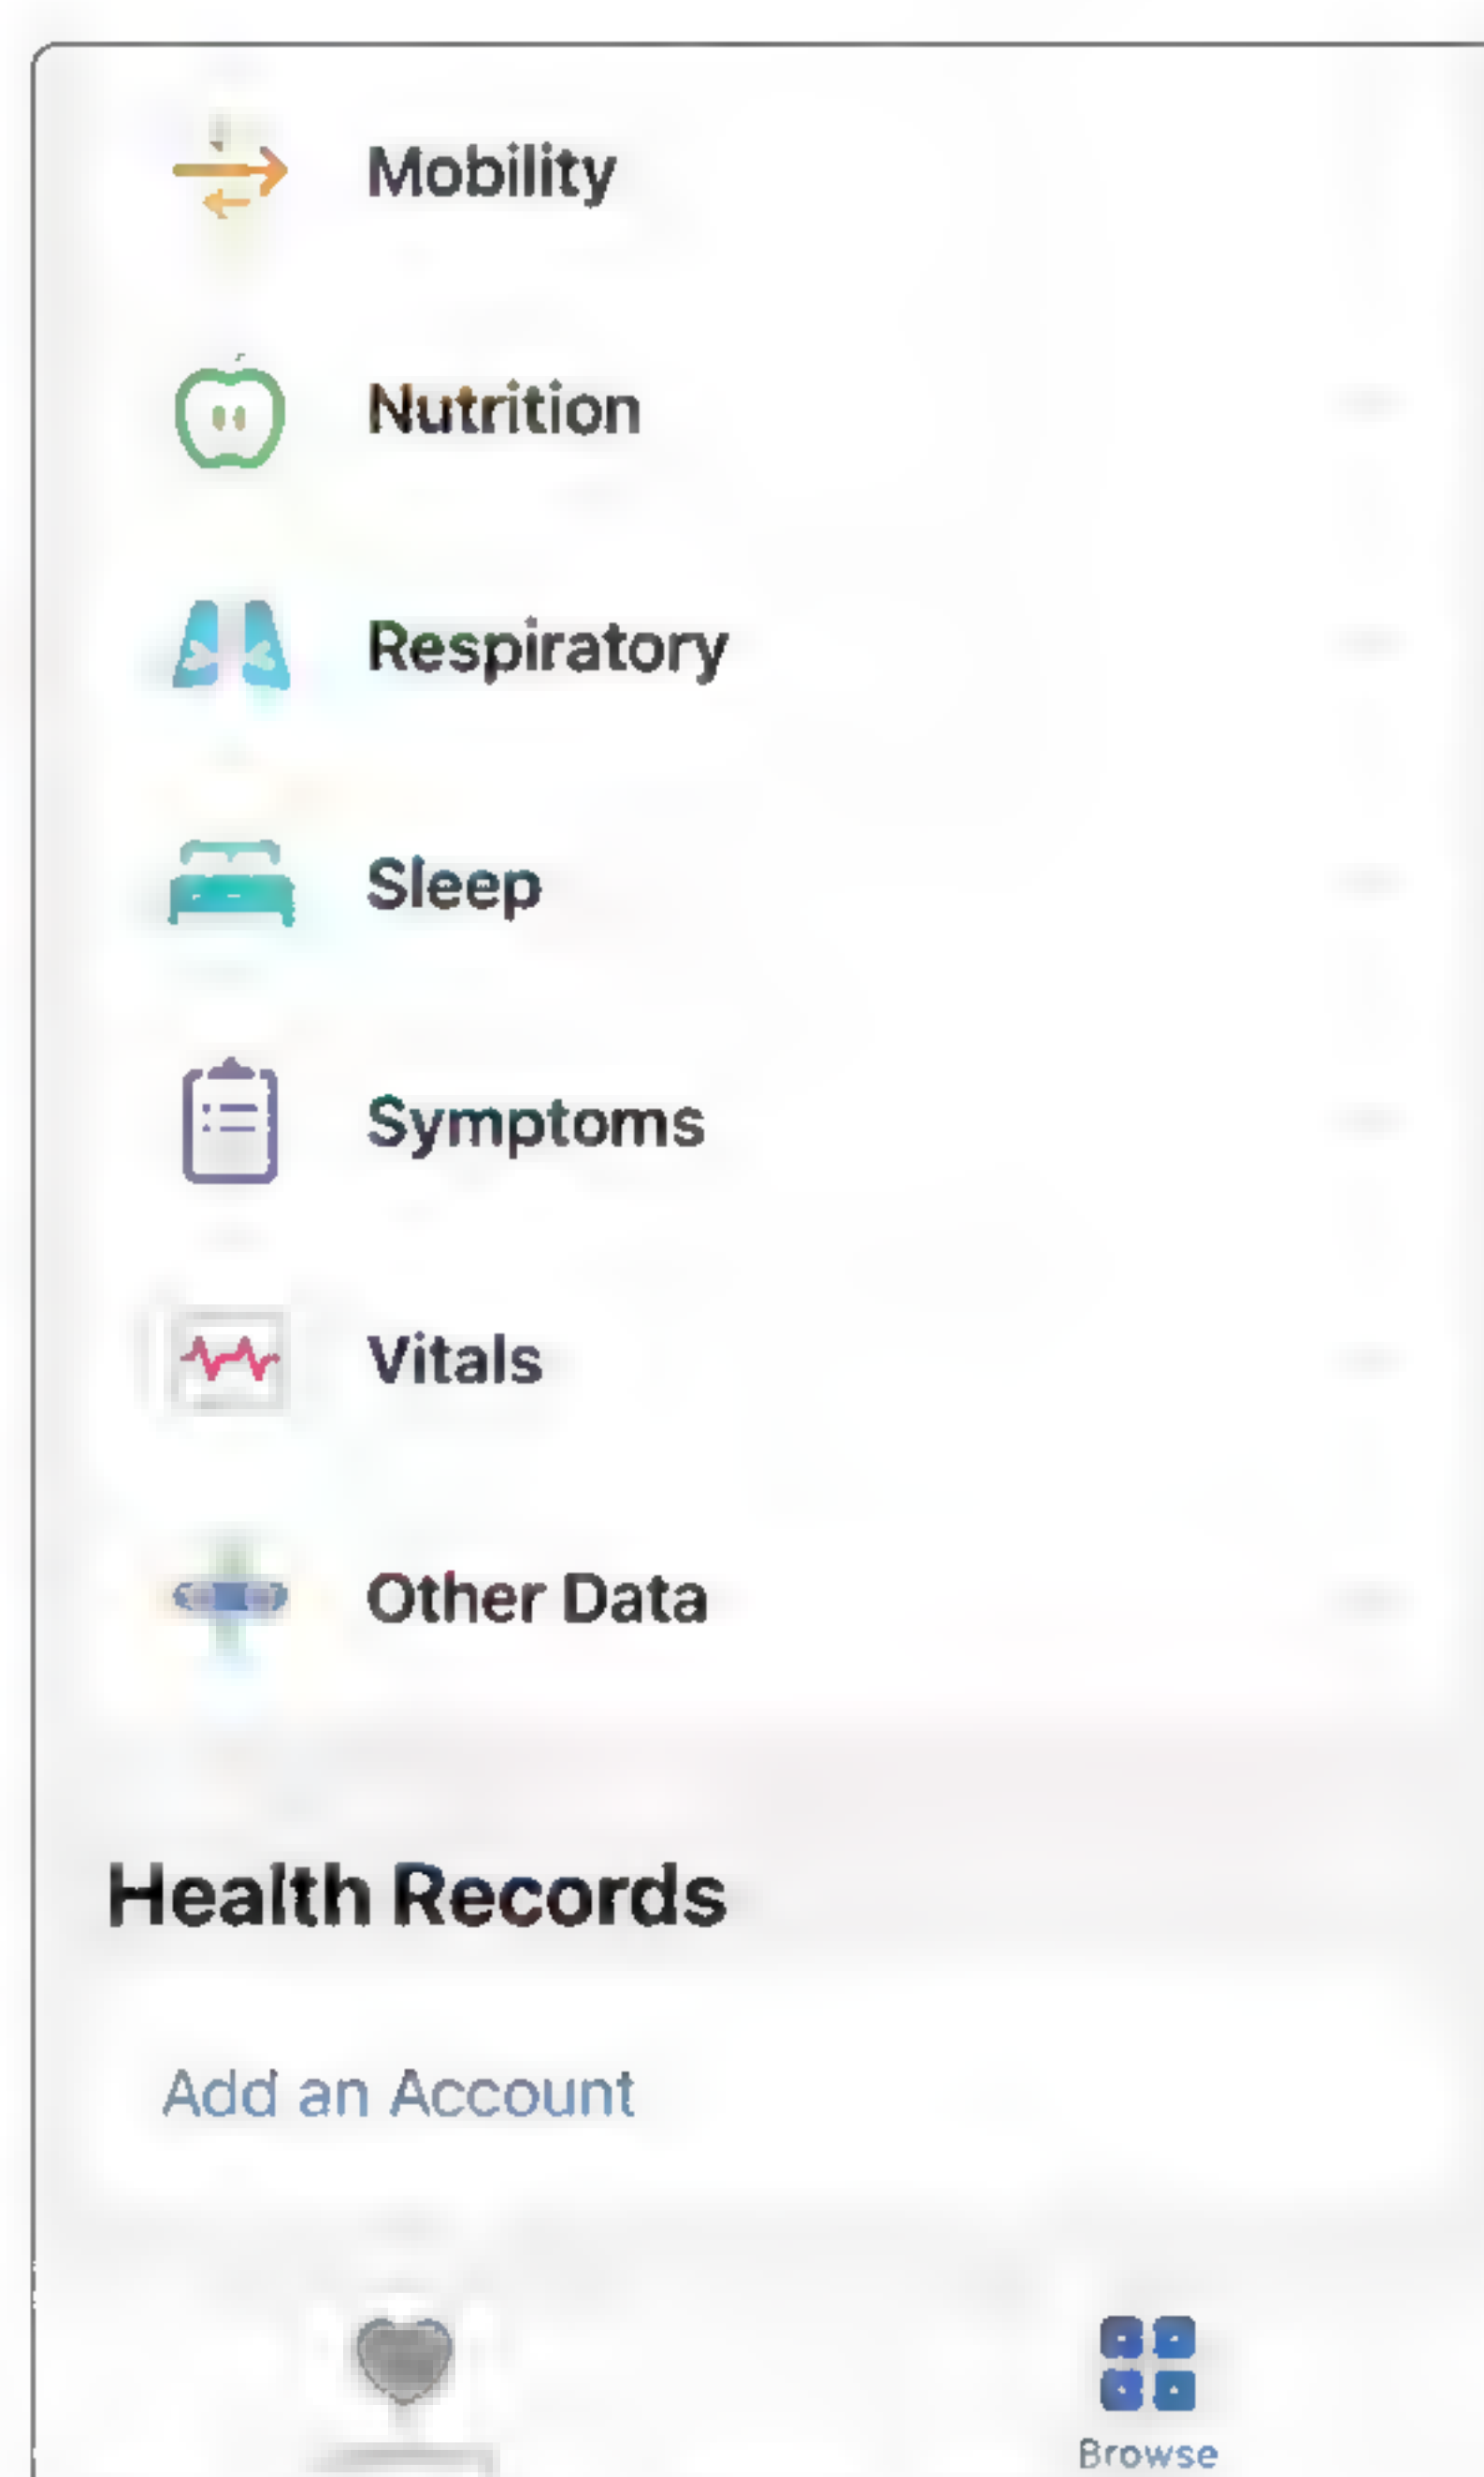 Mobility
Nutrition
Respiratory
Sleep
Symptoms
Vitals
Other Data
Health Records
Add an Account
Browse